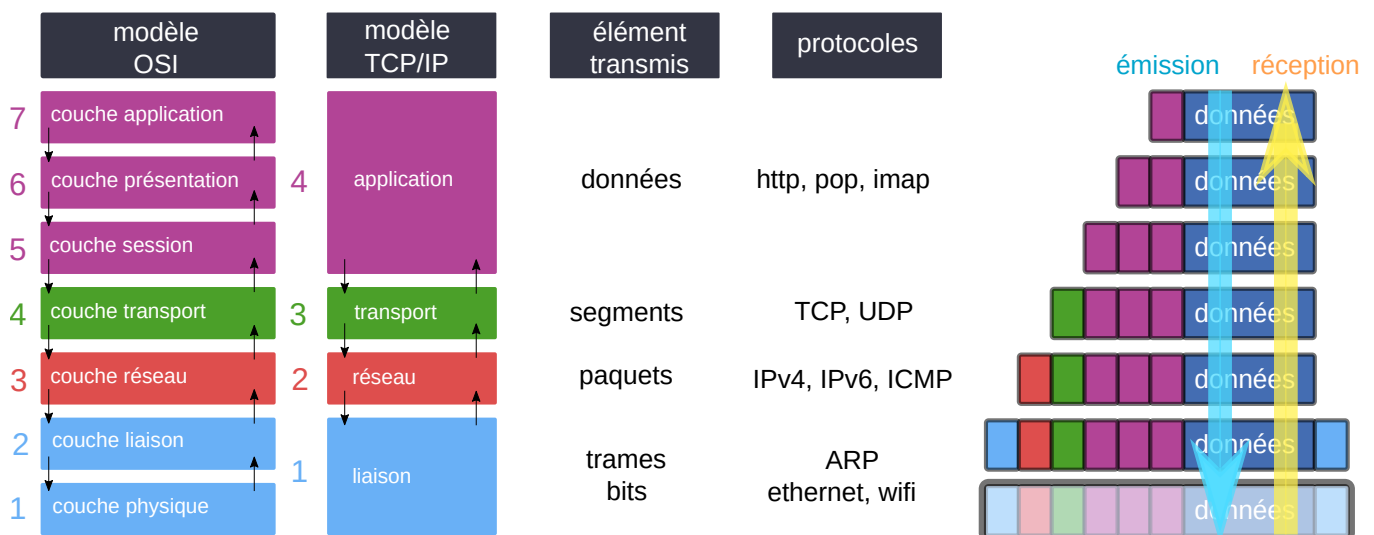 modèle
OSI
modèle
TCP/IP
élément
transmis
protocoles
émission
réception
7
couche application
6
couche présentation
5
couche session
4
couche transport
3
couche réseau
2
couche liaison
1
couche physique
4
application
3
transport
2
réseau
1
liaison
données
segments
paquets
trames
bits
http, pop, imap
TCP, UDP
IPv4, IPv6, ICMP
ARP
ethernet, wifi
données
données
données
données
données
données
données